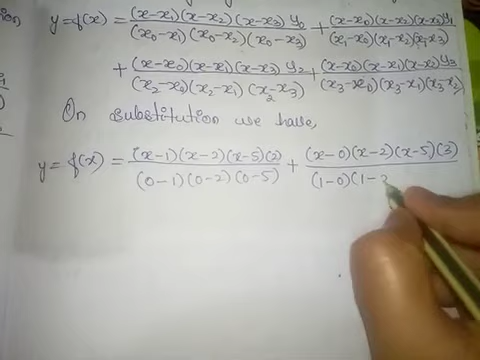 y = f(x) = (x-x₁)(x-x₂)(x-x₃) y₀ / (x₀-x₁)(x₀-x₂)(x₀-x₃) + (x-x₀)(x-x₂)(x-x₃) y₁ / (x₁-x₀)(x₁-x₂)(x₁-x₃)
+ (x-x₀)(x-x₁)(x-x₃) y₂ / (x₂-x₀)(x₂-x₁)(x₂-x₃) + (x-x₀)(x-x₁)(x-x₂) y₃ / (x₃-x₀)(x₃-x₁)(x₃-x₂)
On substitution we have,
y = f(x) = (x-1)(x-2)(x-5)(2) / (0-1)(0-2)(0-5) + (x-0)(x-2)(x-5)(3) / (1-0)(1-2